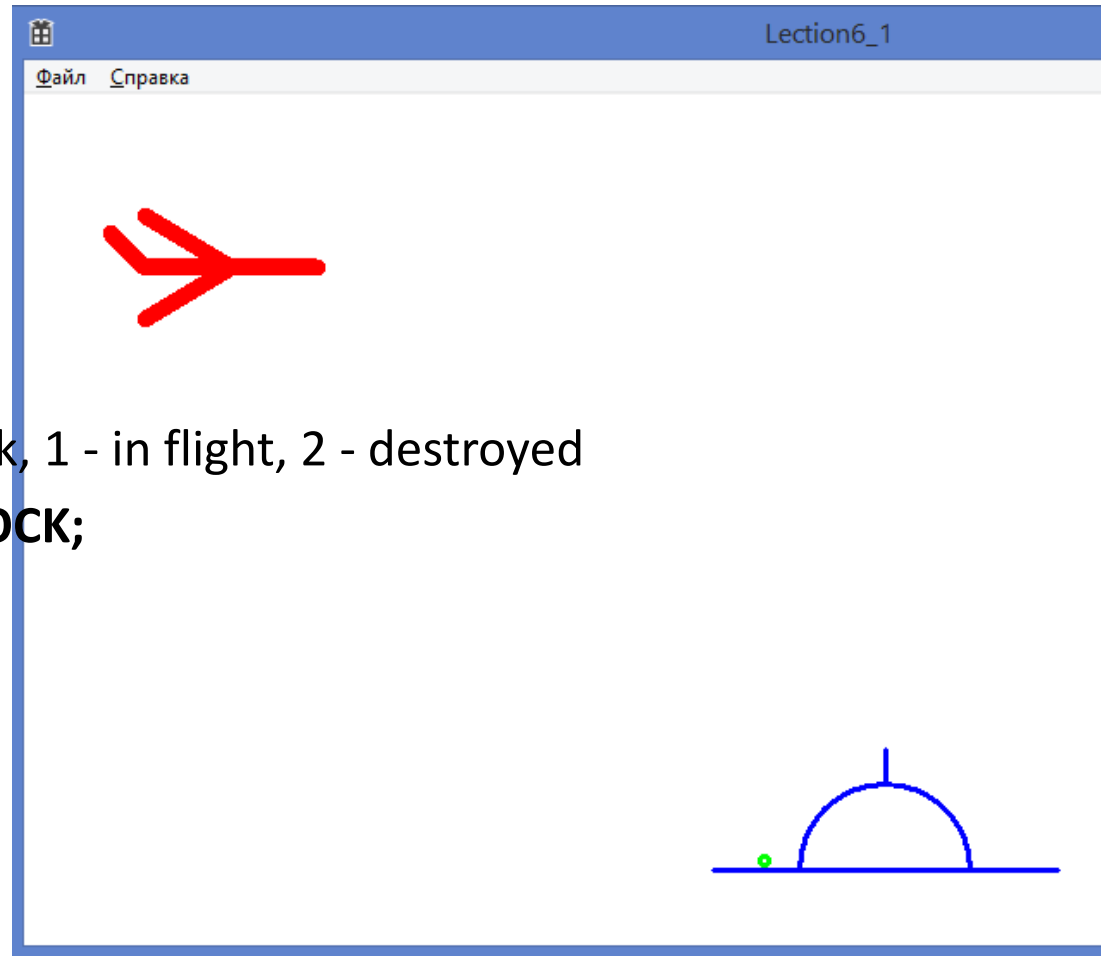 Lection6_1
Файл Справка
k, 1 - in flight, 2 - destroyed
OCK;